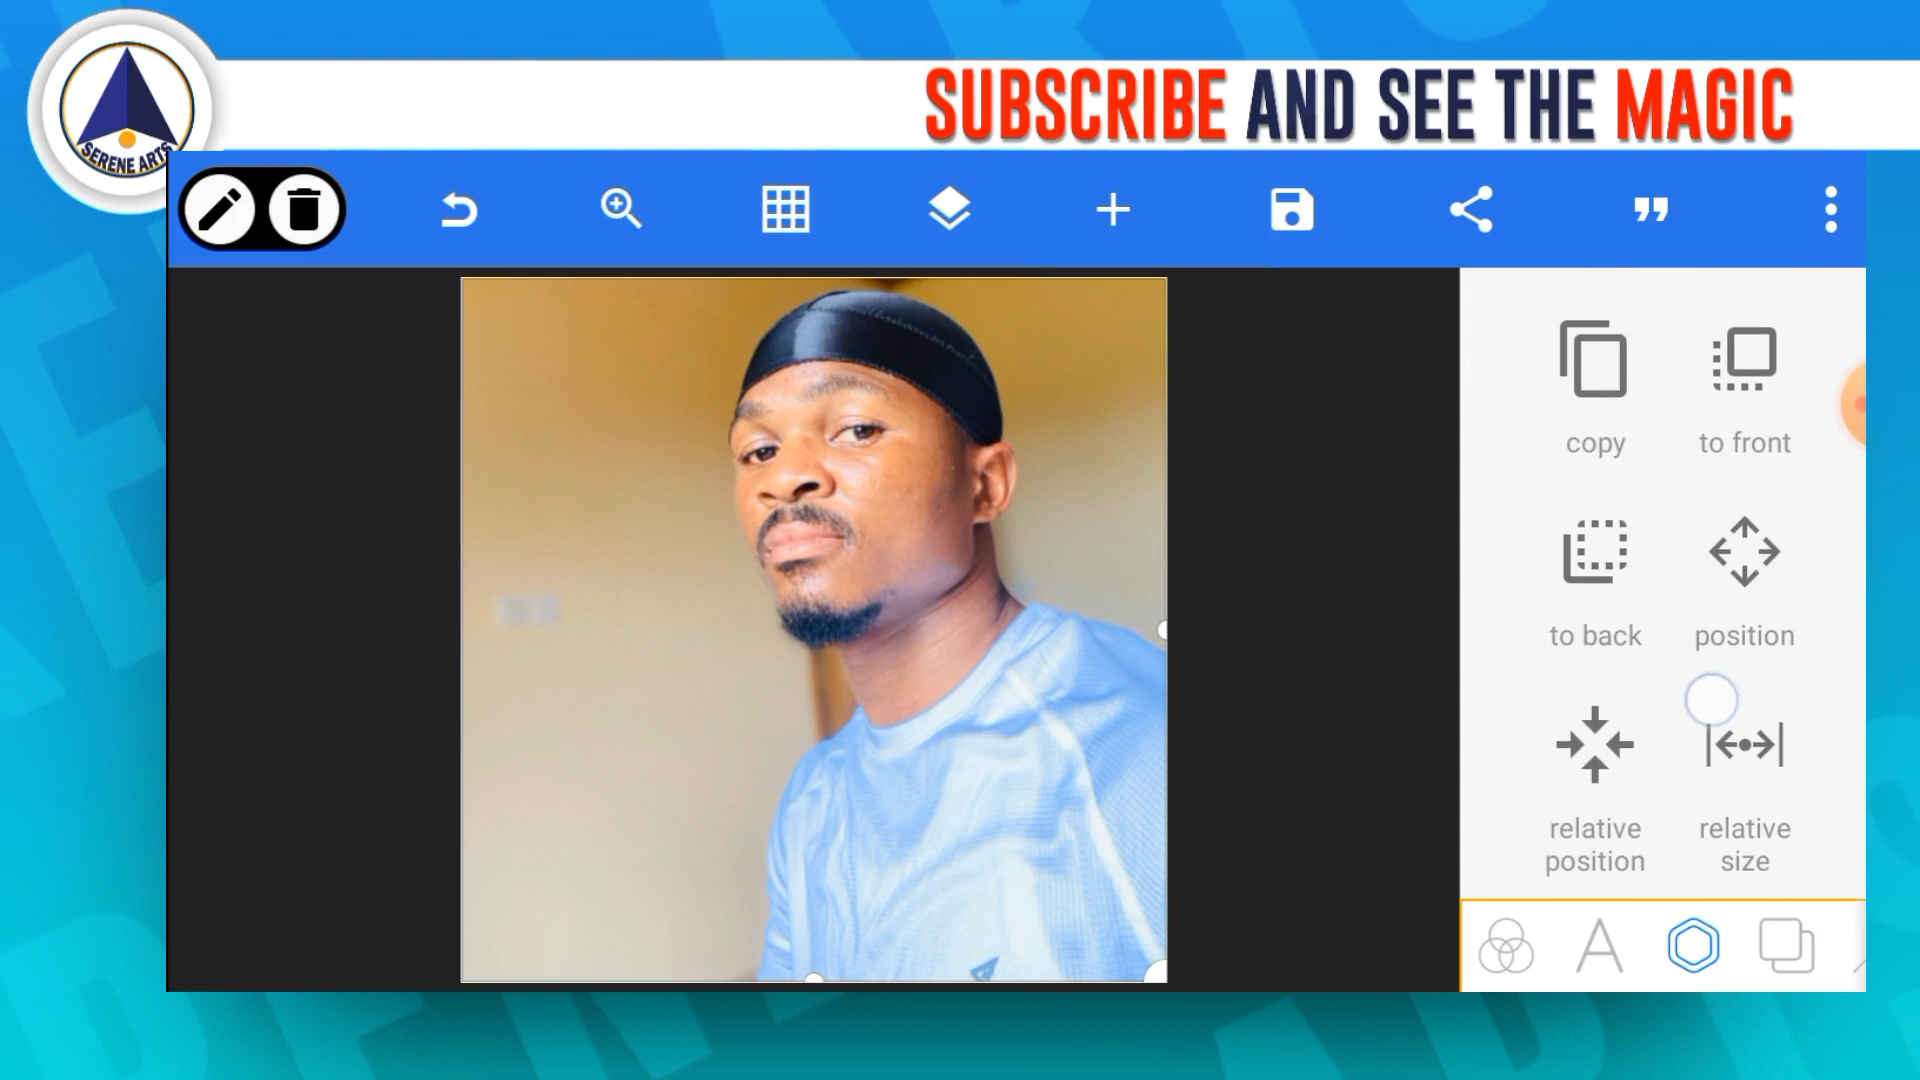 SUBSCRIBE AND SEE THE MAGIC
SERENE ARTS
copy
to front
to back
position
relative
position
relative
size